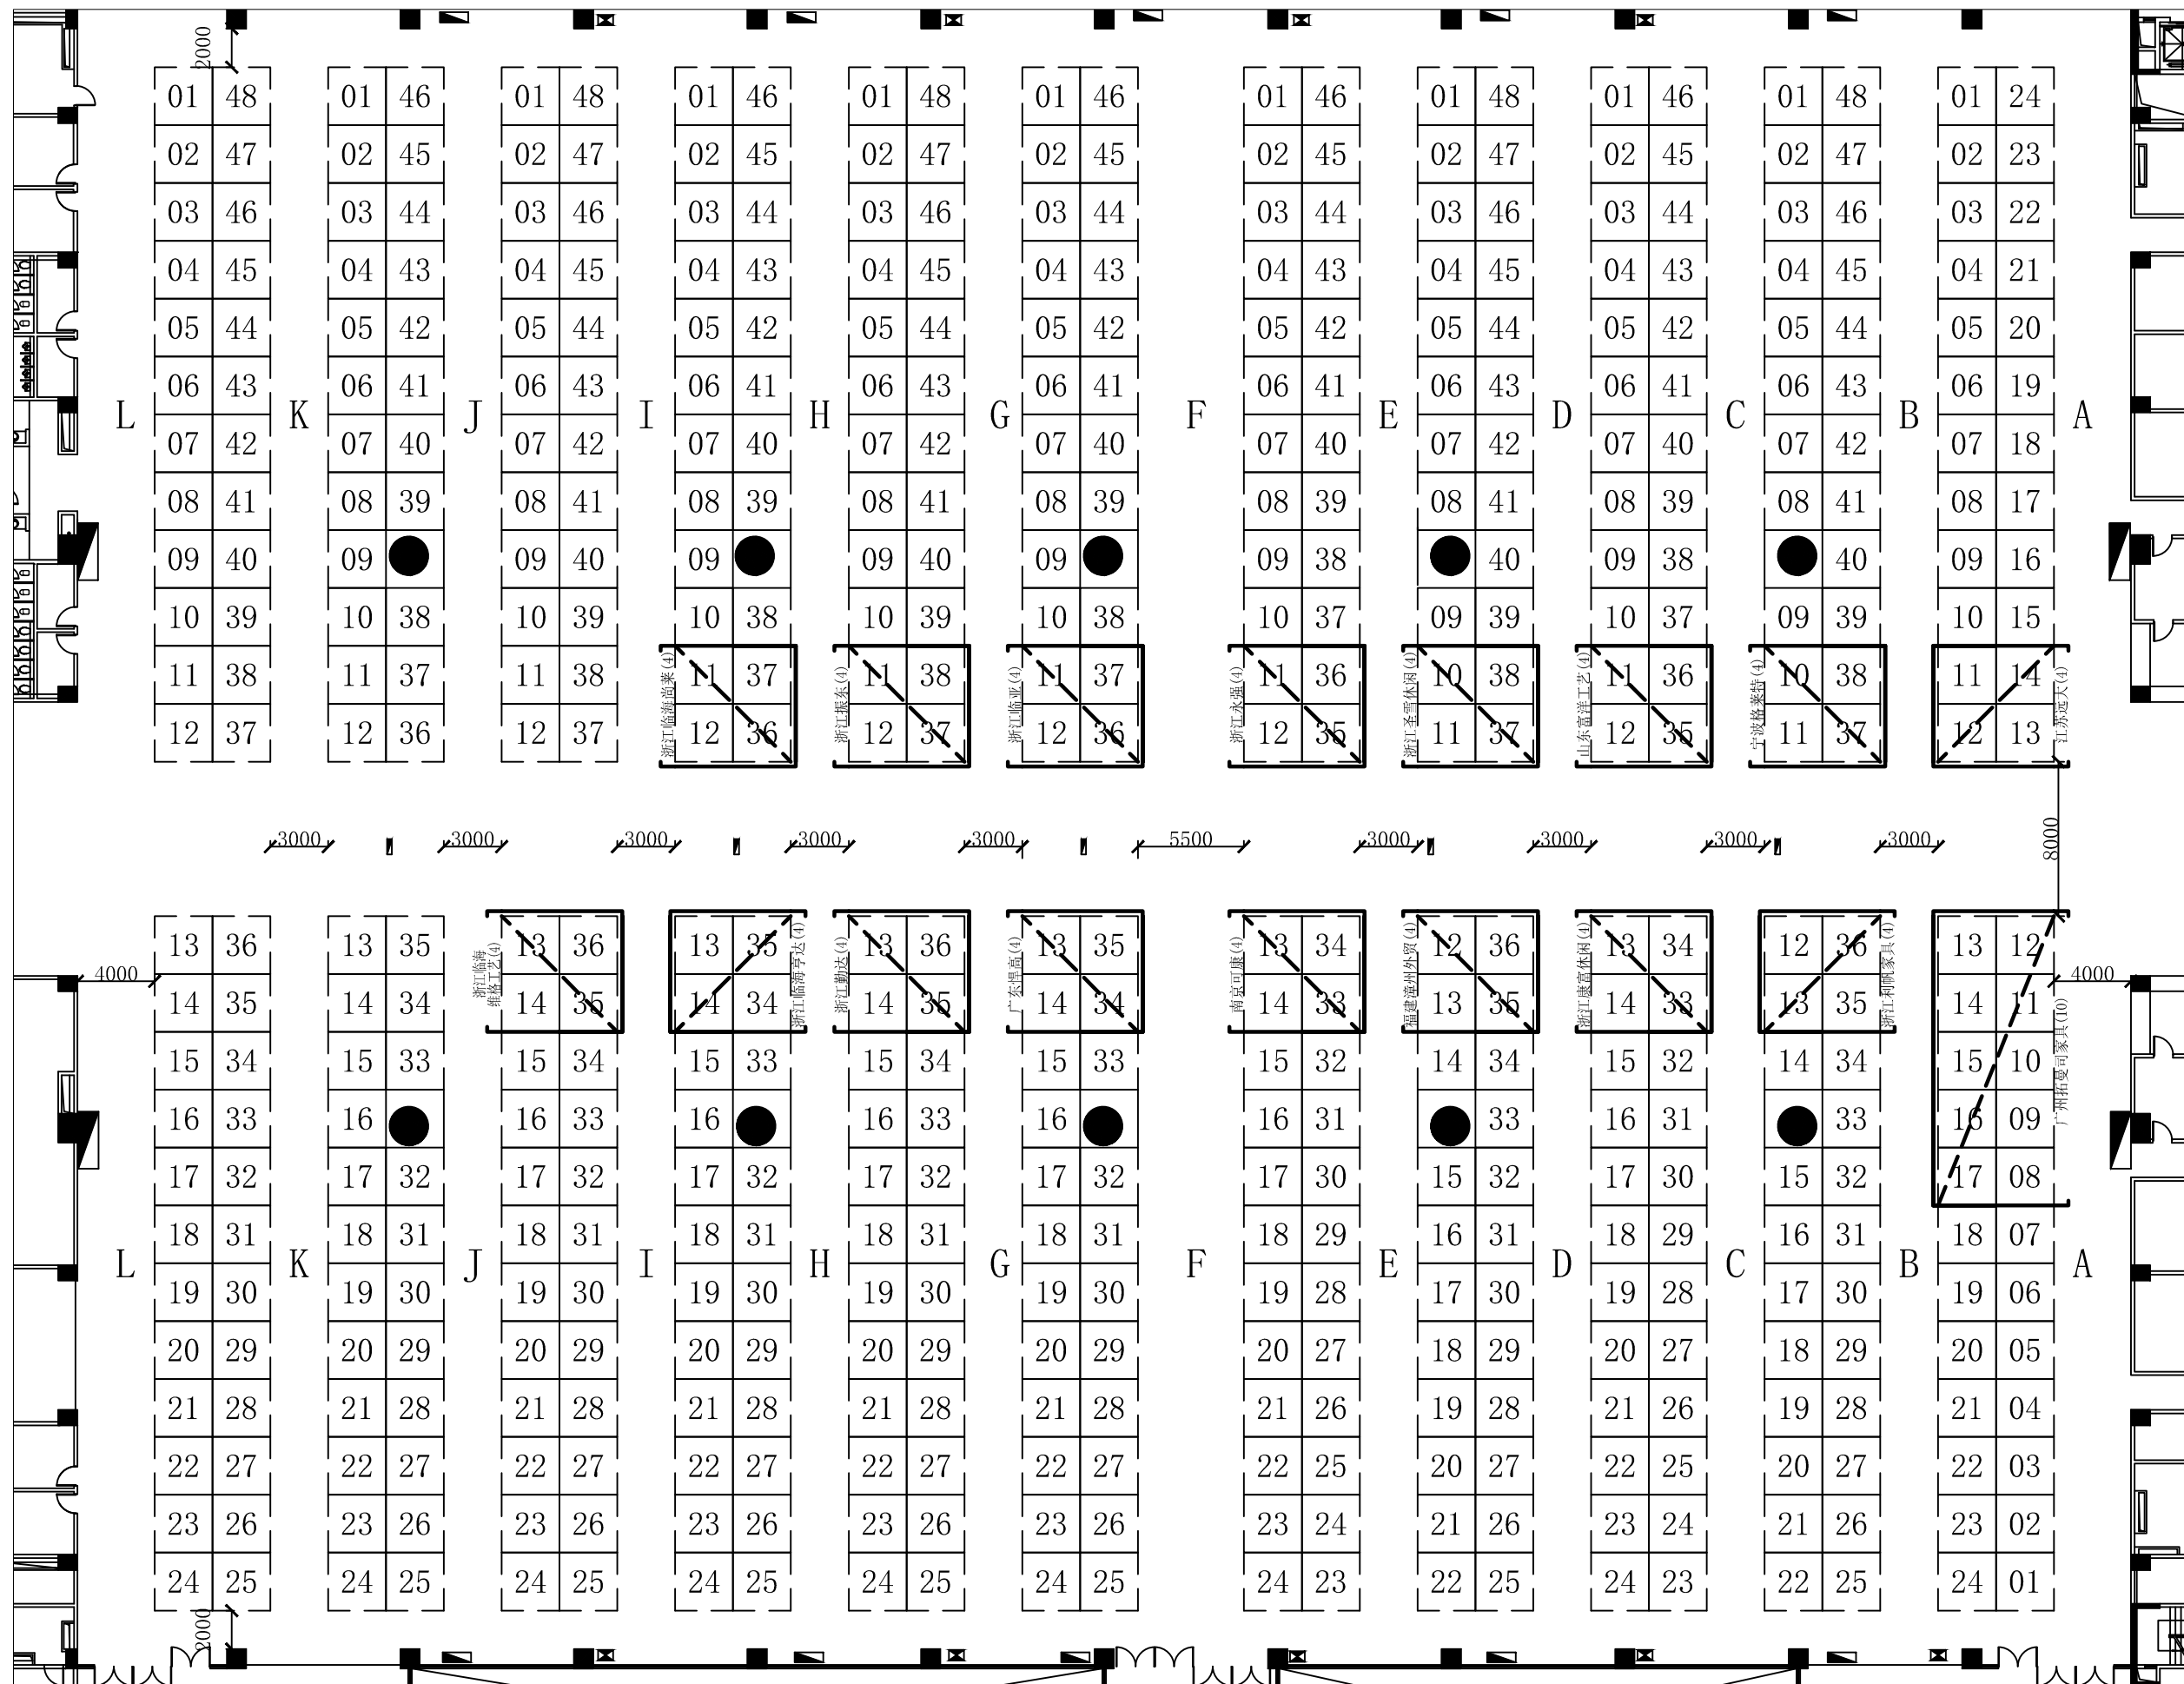 2000
01 48 01 46 01 48 01 46 01 48 01 46 01 46 01 48 01 46 01 48 01 24
02 47 02 45 02 47 02 45 02 47 02 45 02 45 02 47 02 45 02 47 02 23
03 46 03 44 03 46 03 44 03 46 03 44 03 44 03 46 03 44 03 46 03 22
04 45 04 43 04 45 04 43 04 45 04 43 04 43 04 45 04 43 04 45 04 21
05 44 05 42 05 44 05 42 05 44 05 42 05 42 05 44 05 42 05 44 05 20
06 43 06 41 06 43 06 41 06 43 06 41 06 41 06 43 06 41 06 43 06 19
L K J I H G F E D C B A
07 42 07 40 07 42 07 40 07 42 07 40 07 40 07 42 07 40 07 42 07 18
08 41 08 39 08 41 08 39 08 41 08 39 08 39 08 41 08 39 08 41 08 17
09 40 09 09 40 09 09 40 09 09 38 40 09 38 40 09 16
10 39 10 38 10 39 10 38 10 39 10 38 10 37 09 39 10 37 09 39 10 15
11 38 11 37 11 38 11 37 11 38 11 37 11 36 10 38 11 36 10 38 11 14
12 37 12 36 12 37 12 36 12 37 12 36 12 35 11 37 12 35 11 37 12 13
浙江临海尚莱(4)
浙江振东(4)
浙江临亚(4)
浙江永强(4)
浙江圣雪休闲(4)
山东富洋工艺(4)
宁波格莱特(4)
江苏远大(4)
3000 3000 3000 3000 3000 5500 3000 3000 3000 3000 8000
13 36 13 35 13 36 13 35 13 36 13 35 13 34 12 36 13 34 12 36 13 12
4000 4000
14 35 14 34 14 35 14 34 14 35 14 34 14 33 13 35 14 33 13 35 14 11
浙江临海
维格工艺(4)
浙江临海亨达(4)
浙江勤达(4)
广东悍高(4)
南京可康(4)
福建漳州外贸(4)
浙江康富休闲(4)
浙江利帆家具(4)
广州拓曼司家具(10)
15 34 15 33 15 34 15 33 15 34 15 33 15 32 14 34 15 32 14 34 15 10
16 33 16 16 33 16 16 33 16 16 31 33 16 31 33 16 09
17 32 17 32 17 32 17 32 17 32 17 32 17 30 15 32 17 30 15 32 17 08
18 31 18 31 18 31 18 31 18 31 18 31 18 29 16 31 18 29 16 31 18 07
L K J I H G F E D C B A
19 30 19 30 19 30 19 30 19 30 19 30 19 28 17 30 19 28 17 30 19 06
20 29 20 29 20 29 20 29 20 29 20 29 20 27 18 29 20 27 18 29 20 05
21 28 21 28 21 28 21 28 21 28 21 28 21 26 19 28 21 26 19 28 21 04
22 27 22 27 22 27 22 27 22 27 22 27 22 25 20 27 22 25 20 27 22 03
23 26 23 26 23 26 23 26 23 26 23 26 23 24 21 26 23 24 21 26 23 02
24 25 24 25 24 25 24 25 24 25 24 25 24 23 22 25 24 23 22 25 24 01
2000